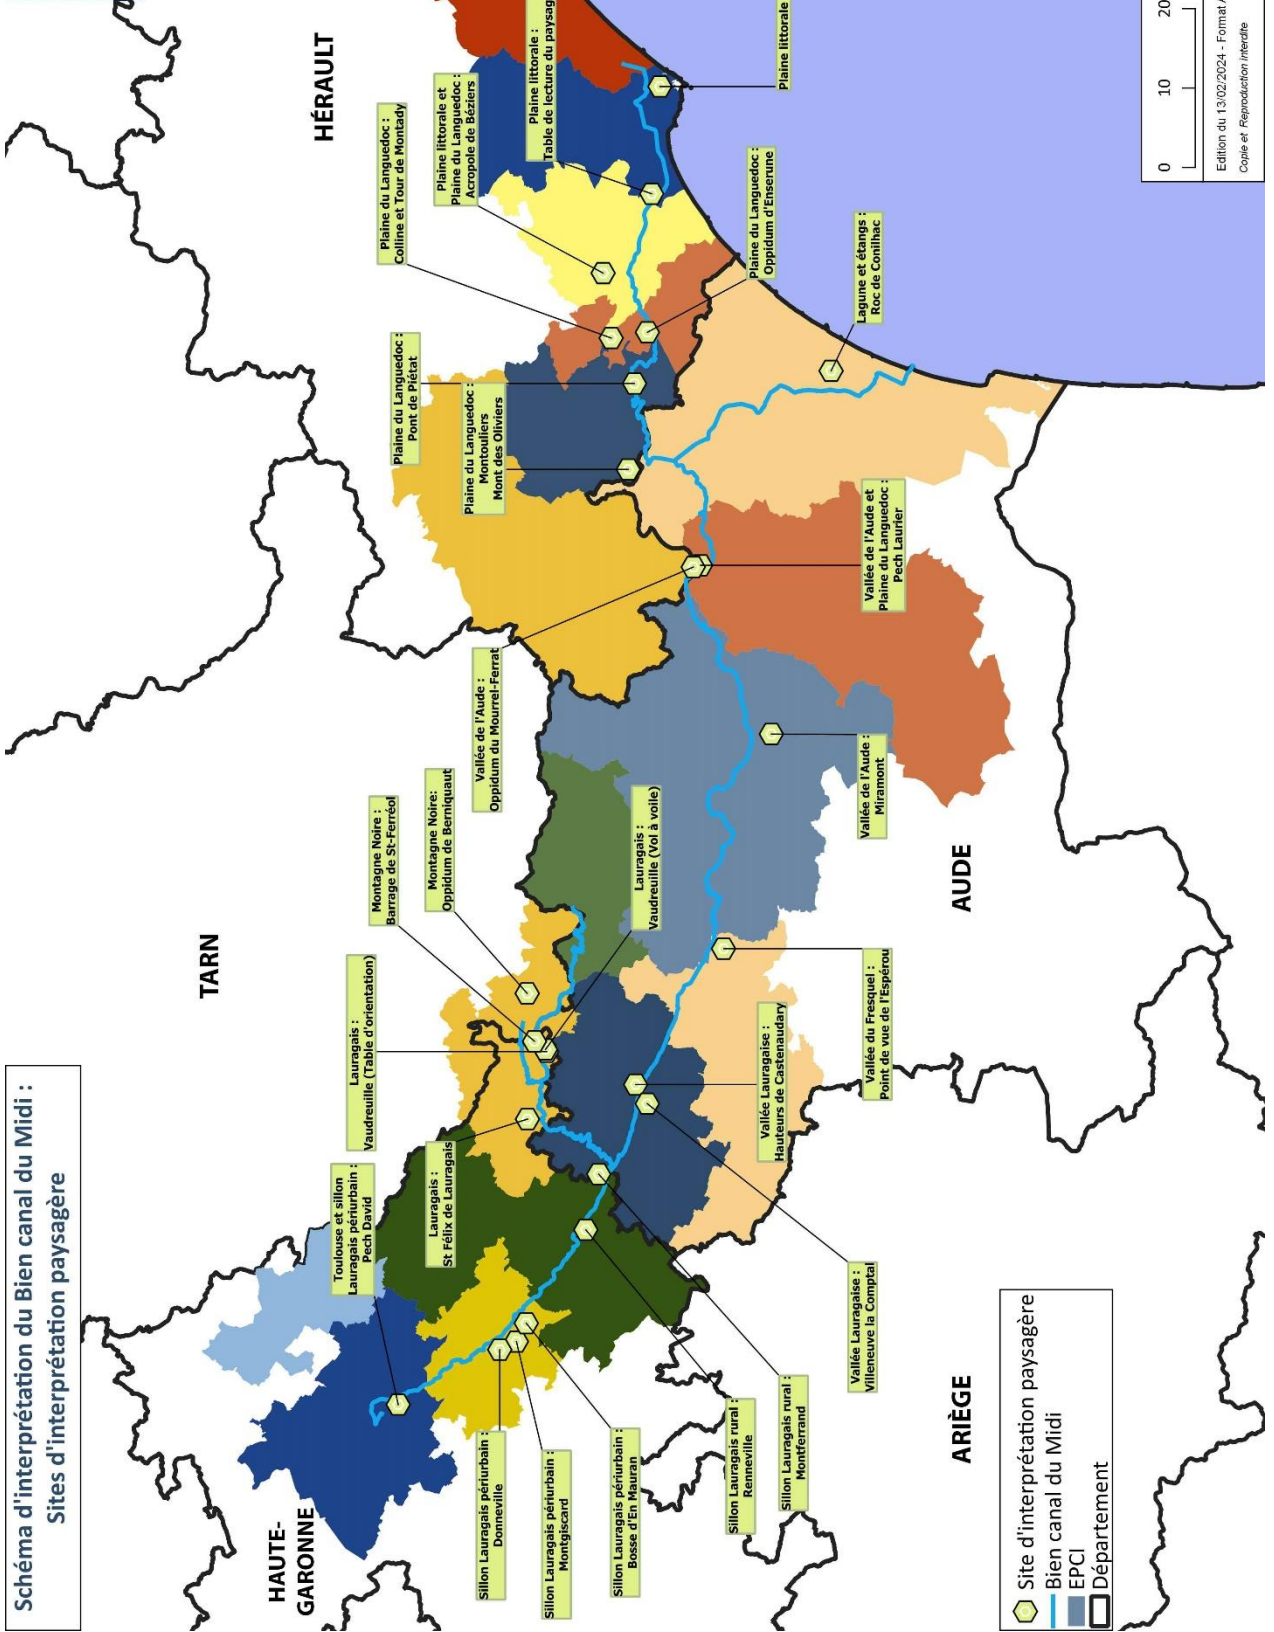 Schéma d'interprétation du Bien canal du Midi :
Sites d'interprétation paysagère
HAUTE-
GARONNE
TARN
HÉRAULT
ARIÈGE
AUDE
Toulouse et sillon
Lauragais périurbain :
Pech David
Lauragais :
St Félix de Lauragais
Lauragais :
Vaudreuille (Table d'orientation)
Montagne Noire :
Barrage de St-Ferréol
Montagne Noire:
Oppidum de Berniquaut
Lauragais :
Vaudreuille (Vol à voile)
Vallée de l'Aude :
Oppidum du Mourrel-Ferrat
Plaine du Languedoc :
Montouliers
Mont des Oliviers
Plaine du Languedoc :
Pont de Piétat
Plaine du Languedoc :
Colline et Tour de Montady
Plaine littorale et
Plaine du Languedoc :
Acropole de Béziers
Plaine littorale :
Table de lecture du paysag
Plaine littorale
Plaine du Languedoc :
Oppidum d'Enserune
Lagune et étangs :
Roc de Conilhac
Vallée de l'Aude et
Plaine du Languedoc :
Pech Laurier
Vallée de l'Aude :
Miramont
Vallée du Fresquel :
Point de vue de l'Espérou
Vallée Lauragaise :
Hauteurs de Castenaudary
Vallée Lauragaise :
Villeneuve la Comptal
Sillon Lauragais rural :
Montferrand
Sillon Lauragais rural :
Renneville
Sillon Lauragais périurbain :
Bosse d'En Mauran
Sillon Lauragais périurbain :
Montgiscard
Sillon Lauragais périurbain :
Donneville
Site d'interprétation paysagère
Bien canal du Midi
EPCI
Département
0 10 20
Edition du 13/02/2024 - Format
Copie et Reproduction interdite